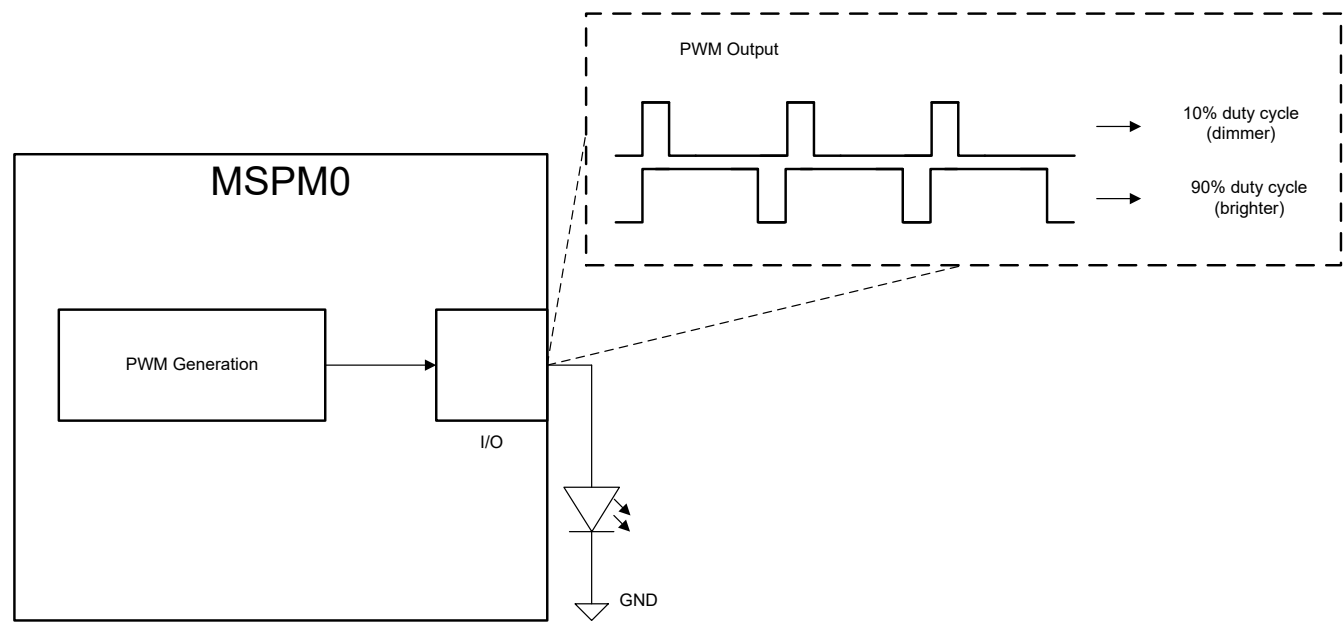 PWM Output
10% duty cycle
(dimmer)
90% duty cycle
(brighter)
MSPM0
PWM Generation
I/O
GND